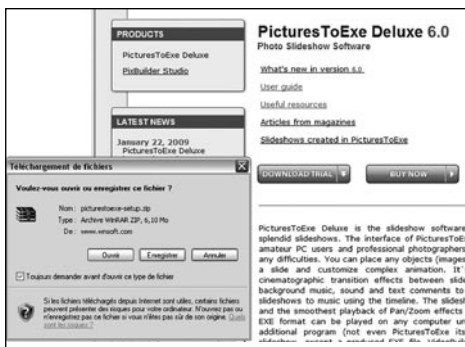 PRODUCTS
PicturesToExe Deluxe
PixBuilder Studio
LATEST NEWS
January 22, 2009
PicturesToExe Deluxe
PicturesToExe Deluxe 6.0
Photo Slideshow Software
What's new in version 6.0
User guide
Useful resources
Articles from magazines
Slideshows created in PicturesToExe
DOWNLOAD TRIAL
BUY NOW
Téléchargement de fichiers
Voulez-vous ouvrir ou enregistrer ce fichier ?
Nom : picturestoexe-setup.zip
Type : Archive WinRAR ZIP, 6,10 Mo
De : www.wnsoft.com
Ouvrir
Enregistrer
Annuler
Toujours demander avant d'ouvrir ce type de fichier
Si les fichiers téléchargés depuis Internet sont utiles, certains fichiers
peuvent présenter des risques pour votre ordinateur. N'ouvrez pas ou
n'enregistrez pas ce fichier si vous n'êtes pas sûr de son origine. Quels
sont les risques ?
PicturesToExe Deluxe is the slideshow software
splendid slideshows. The interface of PicturesToE
amateur PC users and professional photographers
any difficulties. You can place any objects (images
a slide and customize complex animation. It'
cinematographic transition effects between slide
background music, sound and text comments to
slideshows to music using the timeline. The slides
and the smoothest playback of Pan/Zoom effects
EXE format can be played on any computer un
additional program (not even PicturesToExe its